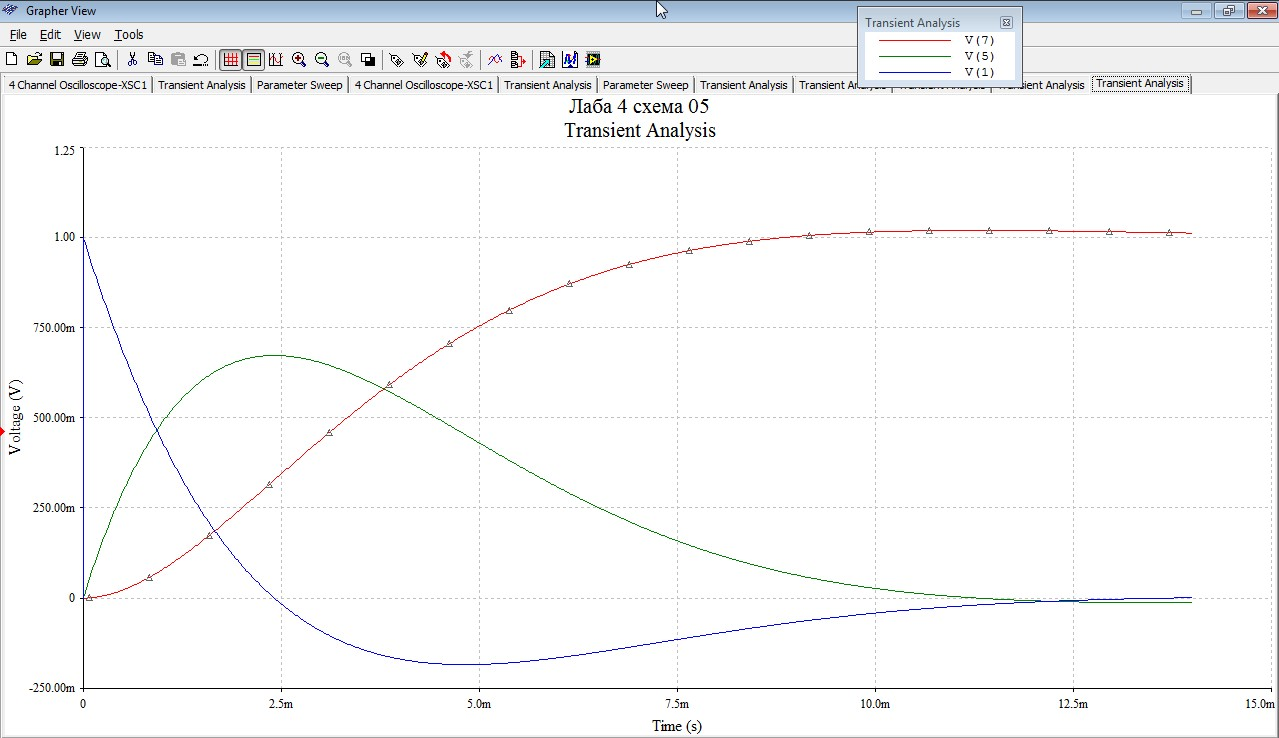 Grapher View
File Edit View Tools
Transient Analysis
V(7)
V(5)
V(1)
4 Channel Oscilloscope-XSC1 Transient Analysis Parameter Sweep 4 Channel Oscilloscope-XSC1 Transient Analysis Parameter Sweep Transient Analysis Transient Analysis Transient Analysis Transient Analysis Transient Analysis
Лаба 4 схема 05
Transient Analysis
1.25
1.00
750.00m
500.00m
250.00m
0
-250.00m
Voltage (V)
0 2.5m 5.0m 7.5m 10.0m 12.5m 15.0m
Time (s)